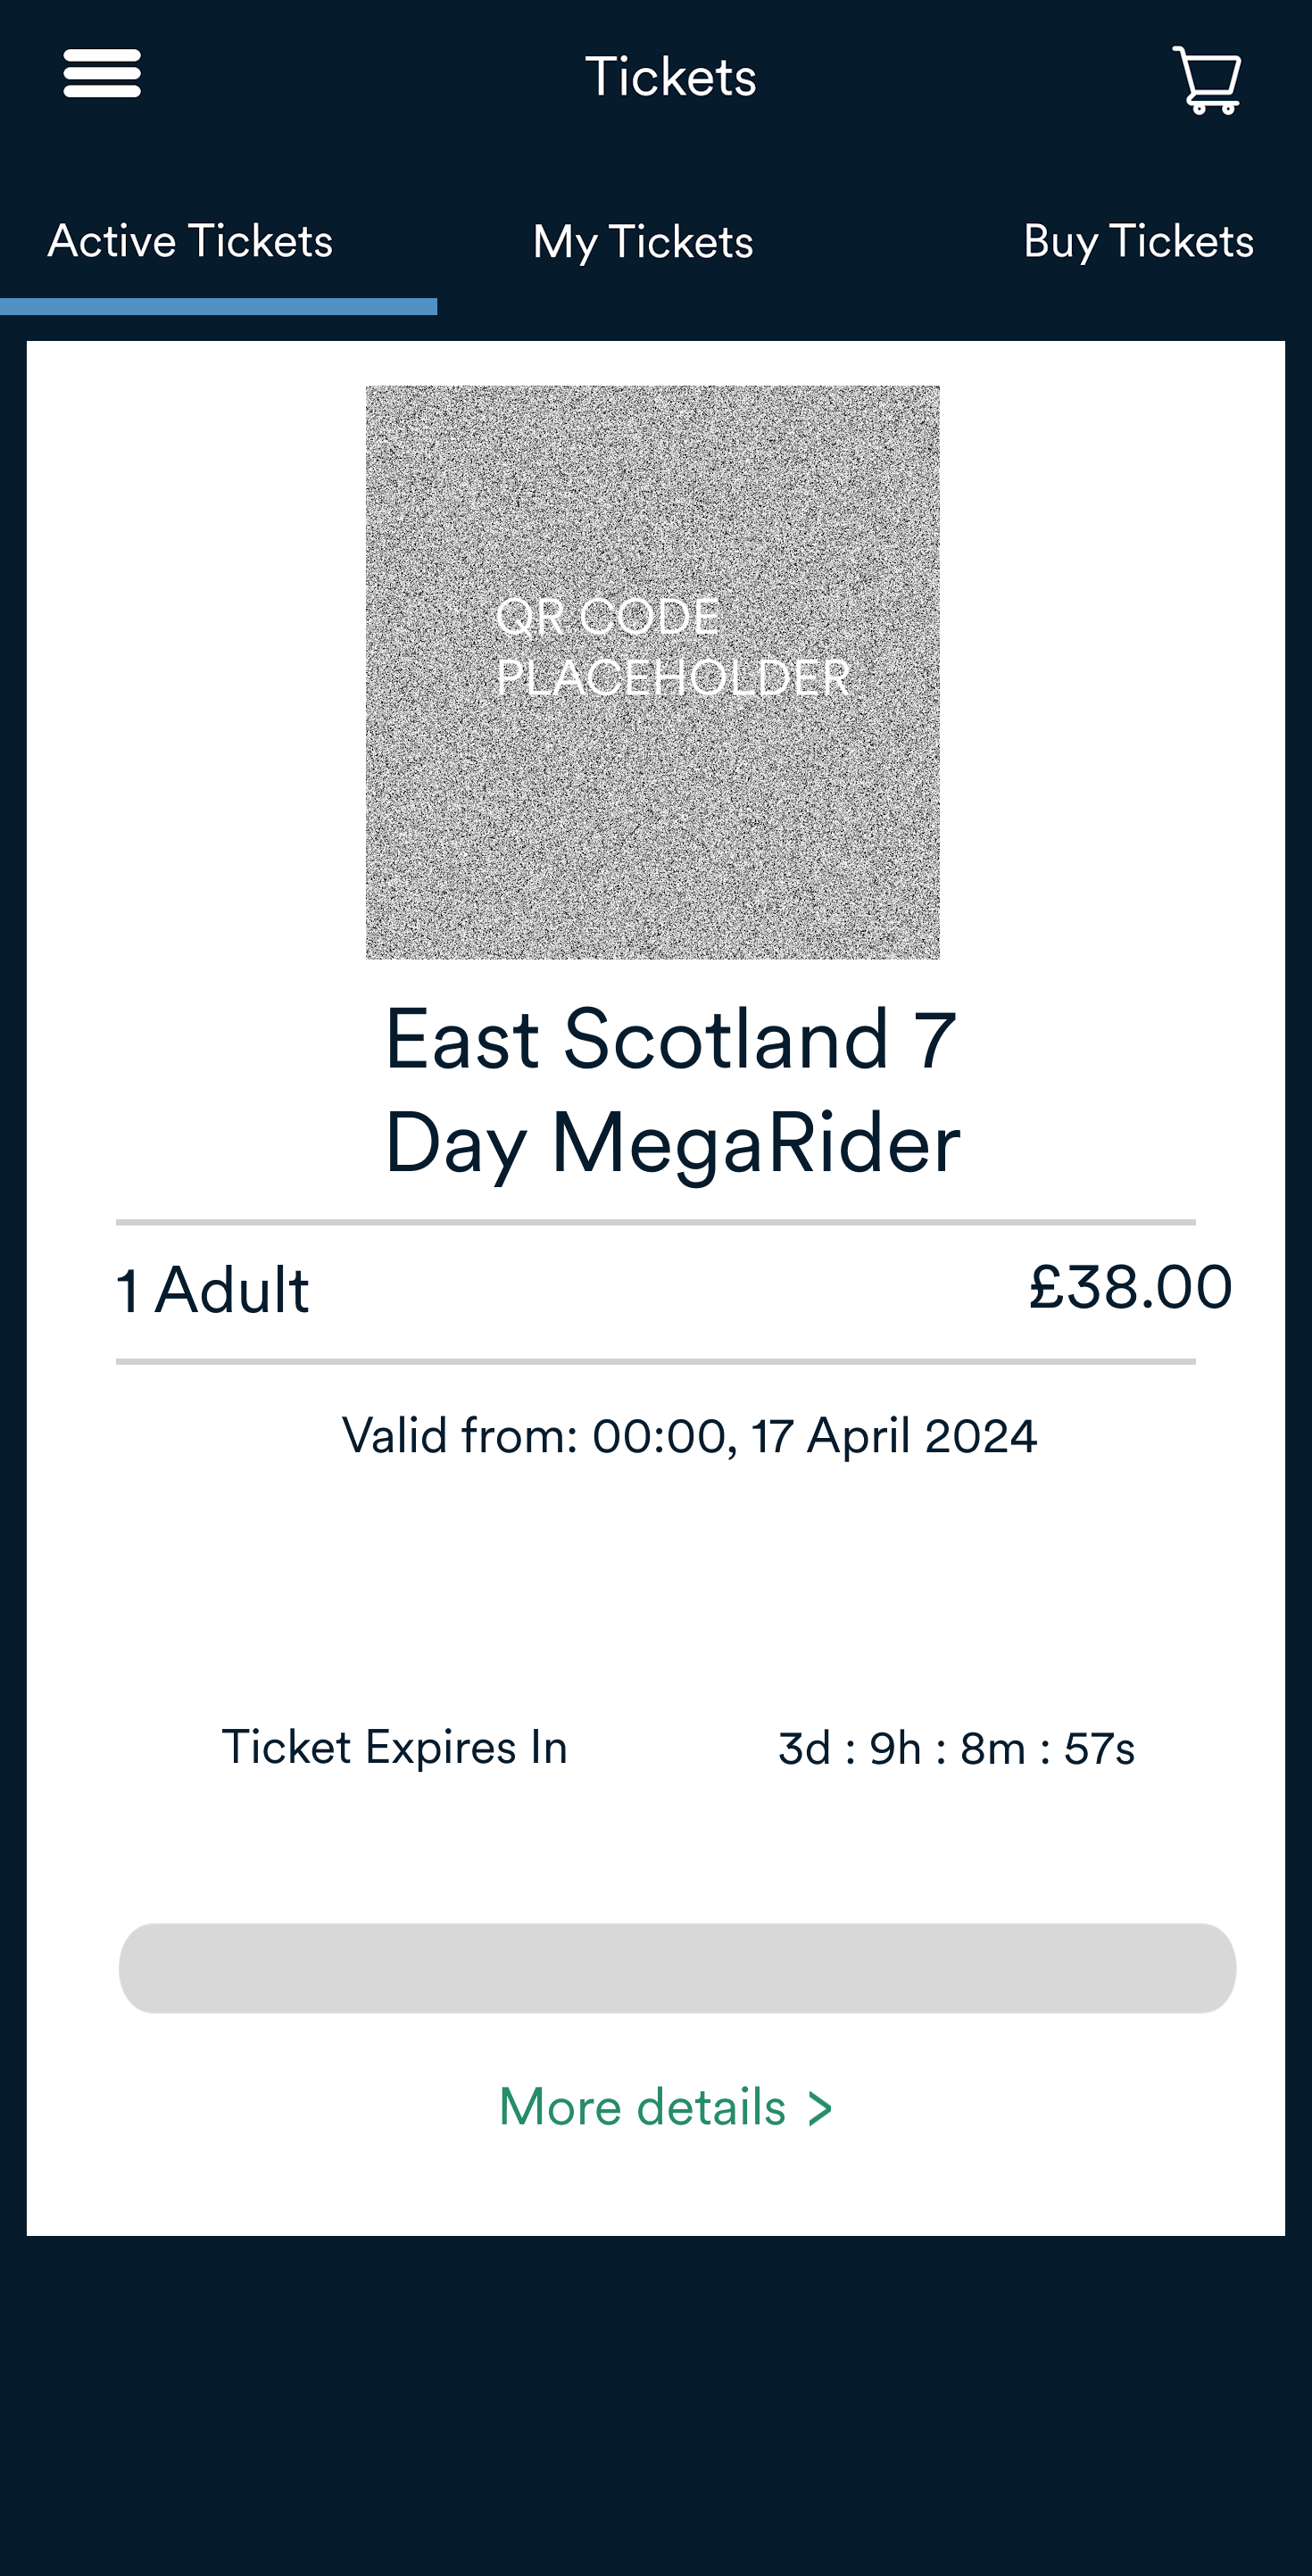 Tickets
Active Tickets
My Tickets
Buy Tickets
QR CODE
PLACEHOLDER
East Scotland 7
Day MegaRider
1 Adult
£38.00
Valid from: 00:00, 17 April 2024
Ticket Expires In
3d : 9h : 8m : 57s
More details >